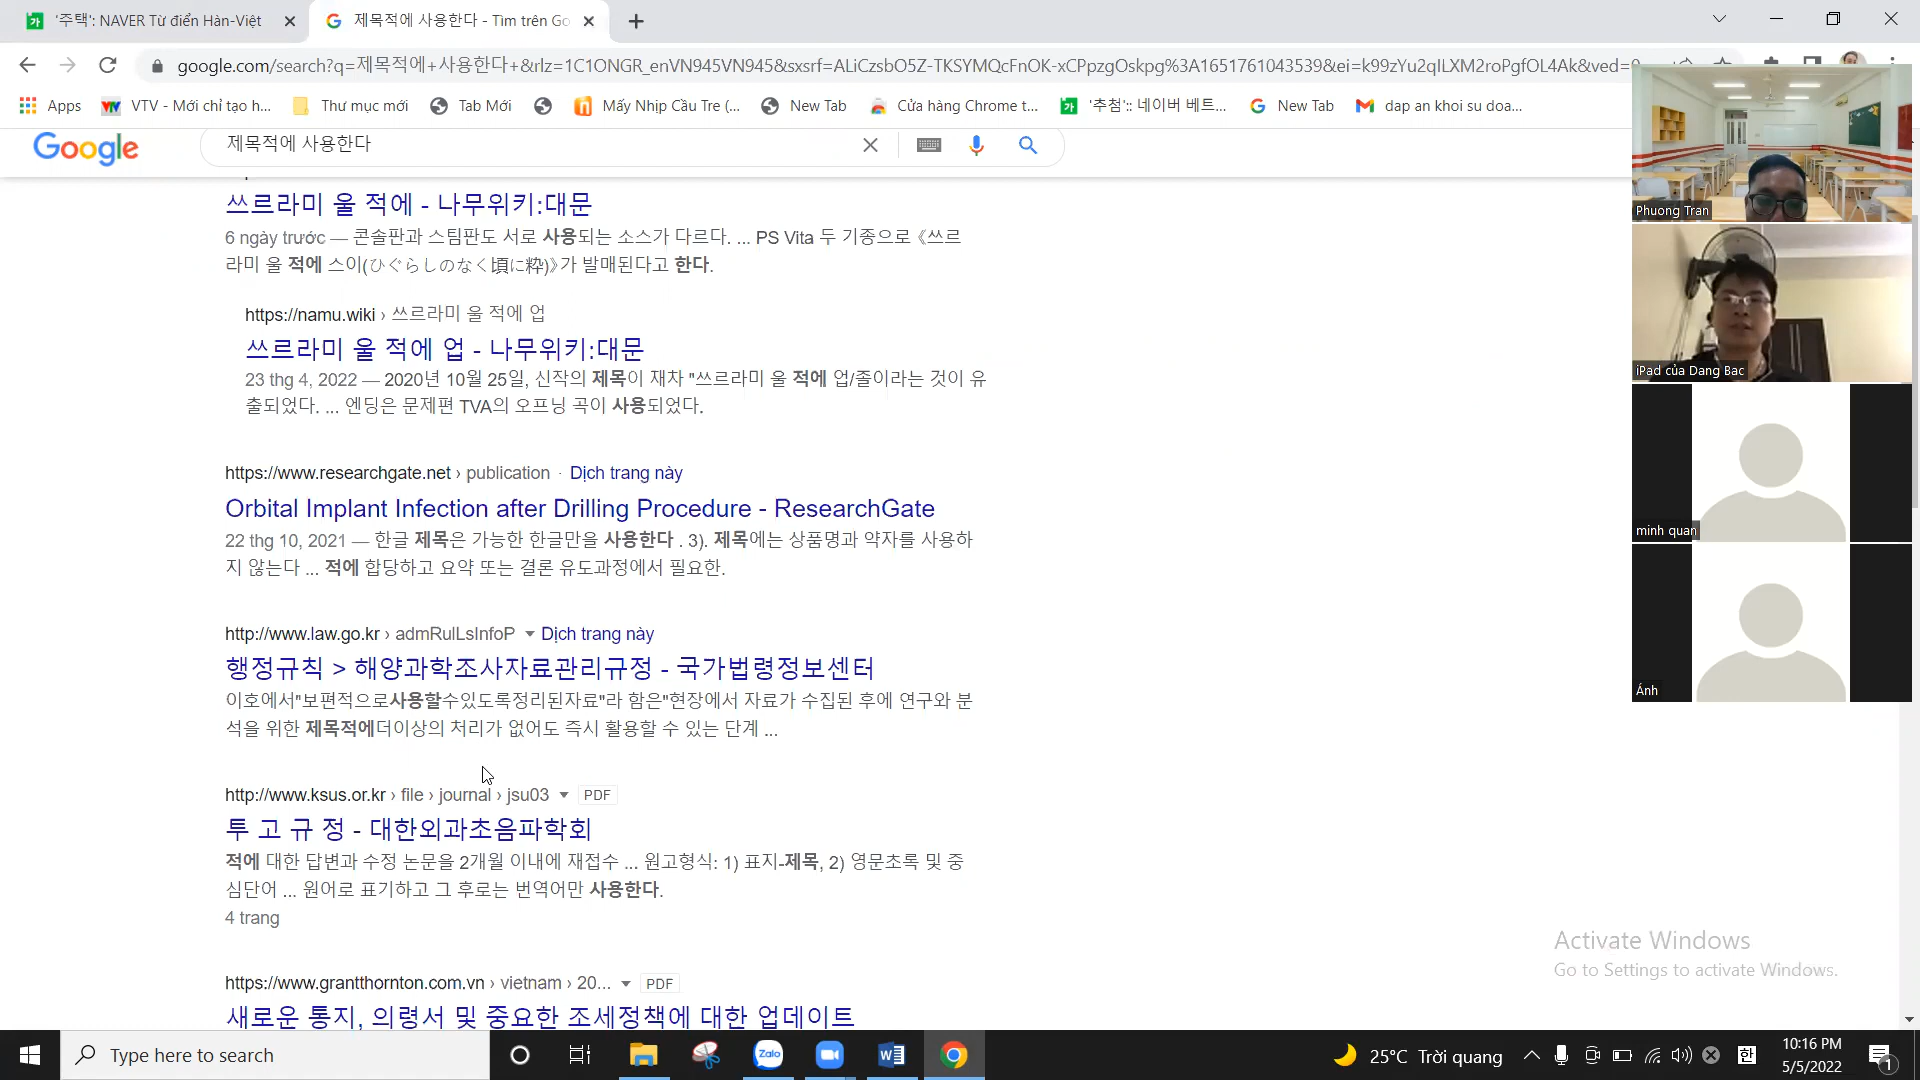 '주택': NAVER Từ điển Hàn-Việt
제목적에 사용한다 - Tìm trên Go
google.com/search?q=제목적에+사용한다+&rlz=1C1ONGR_enVN945VN945&sxsrf=ALiCzsbO5Z-TKSYMQcFnOK-xCPpzgOskpg%3A1651761043539&ei=k99zYu2qILXM2roPgfOL4Ak&ved=0
Apps
VTV - Mới chỉ tạo h...
Thư mục mới
Tab Mới
Mấy Nhịp Cầu Tre (...
New Tab
Cửa hàng Chrome t...
'추첨':: 네이버 베트...
New Tab
dap an khoi su doa...
Google
제목적에 사용한다
쓰르라미 울 적에 - 나무위키:대문
6 ngày trước — 콘솔판과 스팀판도 서로 사용되는 소스가 다르다. ... PS Vita 두 기종으로 《쓰르
라미 울 적에 스이(ひぐらしのなく頃に粋)》가 발매된다고 한다.
https://namu.wiki › 쓰르라미 울 적에 업
쓰르라미 울 적에 업 - 나무위키:대문
23 thg 4, 2022 — 2020년 10월 25일, 신작의 제목이 재차 "쓰르라미 울 적에 업/졸이라는 것이 유
출되었다. ... 엔딩은 문제편 TVA의 오프닝 곡이 사용되었다.
https://www.researchgate.net › publication · Dịch trang này
Orbital Implant Infection after Drilling Procedure - ResearchGate
22 thg 10, 2021 — 한글 제목은 가능한 한글만을 사용한다 . 3). 제목에는 상품명과 약자를 사용하
지 않는다 ... 적에 합당하고 요약 또는 결론 유도과정에서 필요한.
http://www.law.go.kr › admRulLsInfoP Dịch trang này
행정규칙 > 해양과학조사자료관리규정 - 국가법령정보센터
이호에서"보편적으로사용할수있도록정리된자료"라 함은"현장에서 자료가 수집된 후에 연구와 분
석을 위한 제목적에더이상의 처리가 없어도 즉시 활용할 수 있는 단계 ...
http://www.ksus.or.kr › file › journal › jsu03 PDF
투 고 규 정 - 대한외과초음파학회
적에 대한 답변과 수정 논문을 2개월 이내에 재접수 ... 원고형식: 1) 표지-제목, 2) 영문초록 및 중
심단어 ... 원어로 표기하고 그 후로는 번역어만 사용한다.
4 trang
https://www.grantthornton.com.vn › vietnam › 20... PDF
새로운 통지, 의령서 및 중요한 조세정책에 대한 업데이트
Phuong Tran
iPad của Dang Bac
minh quan
Ánh
Activate Windows
Go to Settings to activate Windows.
Type here to search
Zalo
25°C Trời quang
한
10:16 PM
5/5/2022
1